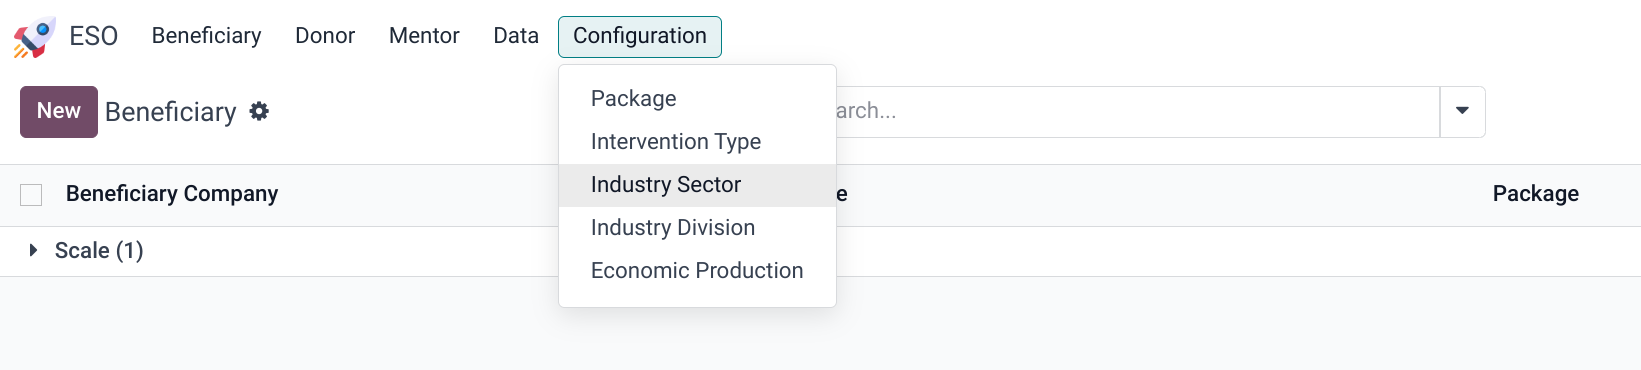 ESO Beneficiary Donor Mentor Data Configuration
New Beneficiary
Package
Intervention Type
Industry Sector
Industry Division
Economic Production
arch...
Beneficiary Company e Package
Scale (1)